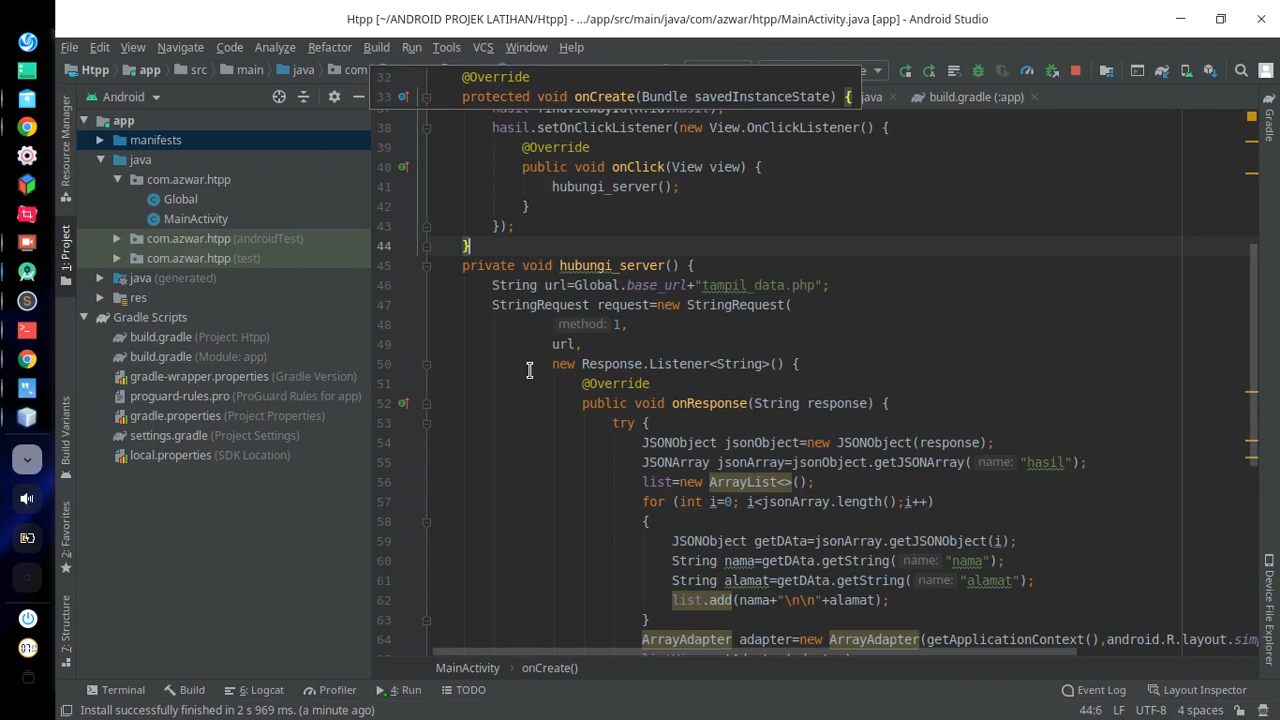 Htpp [~/ANDROID PROJEK LATIHAN/Htpp] - .../app/src/main/java/com/azwar/htpp/MainActivity.java [app] - Android Studio
File Edit View Navigate Code Analyze Refactor Build Run Tools VCS Window Help
Htpp app src main java com
Android
java build.gradle (:app)
Resource Manager
1: Project
Build Variants
2: Favorites
7: Structure
app
manifests
java
com.azwar.htpp
Global
MainActivity
com.azwar.htpp (androidTest)
com.azwar.htpp (test)
java (generated)
res
Gradle Scripts
build.gradle (Project: Htpp)
build.gradle (Module: app)
gradle-wrapper.properties (Gradle Version)
proguard-rules.pro (ProGuard Rules for app)
gradle.properties (Project Properties)
settings.gradle (Project Settings)
local.properties (SDK Location)
32 @Override
33 protected void onCreate(Bundle savedInstanceState) {
38 hasil.setOnClickListener(new View.OnClickListener() {
39 @Override
40 public void onClick(View view) {
41 hubungi_server();
42 }
43 });
44 }
45 private void hubungi_server() {
46 String url=Global.base_url+"tampil_data.php";
47 StringRequest request=new StringRequest(
48 method: 1,
49 url,
50 new Response.Listener<String>() {
51 @Override
52 public void onResponse(String response) {
53 try {
54 JSONObject jsonObject=new JSONObject(response);
55 JSONArray jsonArray=jsonObject.getJSONArray( name: "hasil");
56 list=new ArrayList<>();
57 for (int i=0; i<jsonArray.length();i++)
58 {
59 JSONObject getDAta=jsonArray.getJSONObject(i);
60 String nama=getDAta.getString( name: "nama");
61 String alamat=getDAta.getString( name: "alamat");
62 list.add(nama+"\n\n"+alamat);
63 }
64 ArrayAdapter adapter=new ArrayAdapter(getApplicationContext(),android.R.layout.sim
Gradle
Device File Explorer
MainActivity onCreate()
Terminal Build 6: Logcat Profiler 4: Run TODO Event Log Layout Inspector
Install successfully finished in 2 s 969 ms. (a minute ago) 44:6 LF UTF-8 4 spaces